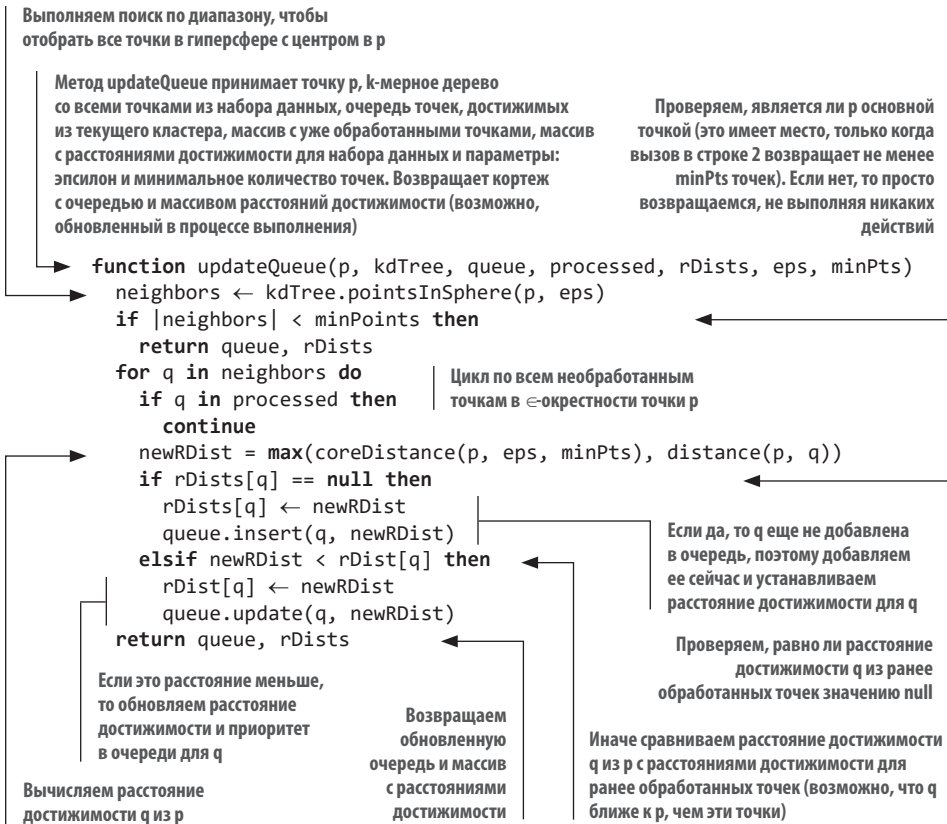 Выполняем поиск по диапазону, чтобы
отобрать все точки в гиперсфере с центром в p
Метод updateQueue принимает точку p, k-мерное дерево
со всеми точками из набора данных, очередь точек, достижимых
из текущего кластера, массив с уже обработанными точками, массив
с расстояниями достижимости для набора данных и параметры:
эпсилон и минимальное количество точек. Возвращает кортеж
с очередью и массивом расстояний достижимости (возможно,
обновленный в процессе выполнения)
Проверяем, является ли p основной
точкой (это имеет место, только когда
вызов в строке 2 возвращает не менее
minPts точек). Если нет, то просто
возвращаемся, не выполняя никаких
действий
function updateQueue(p, kdTree, queue, processed, rDists, eps, minPts)
neighbors ← kdTree.pointsInSphere(p, eps)
if |neighbors| < minPoints then
return queue, rDists
for q in neighbors do
if q in processed then
continue
Цикл по всем необработанным
точкам в ∈-окрестности точки p
newRDist = max(coreDistance(p, eps, minPts), distance(p, q))
if rDists[q] == null then
rDists[q] ← newRDist
queue.insert(q, newRDist)
elsif newRDist < rDist[q] then
rDist[q] ← newRDist
queue.update(q, newRDist)
return queue, rDists
Если да, то q еще не добавлена
в очередь, поэтому добавляем
ее сейчас и устанавливаем
расстояние достижимости для q
Проверяем, равно ли расстояние
достижимости q из ранее
обработанных точек значению null
Если это расстояние меньше,
то обновляем расстояние
достижимости и приоритет
в очереди для q
Вычисляем расстояние
достижимости q из p
Возвращаем
обновленную
очередь и массив
с расстояниями
достижимости
Иначе сравниваем расстояние достижимости
q из p с расстояниями достижимости для
ранее обработанных точек (возможно, что q
ближе к p, чем эти точки)